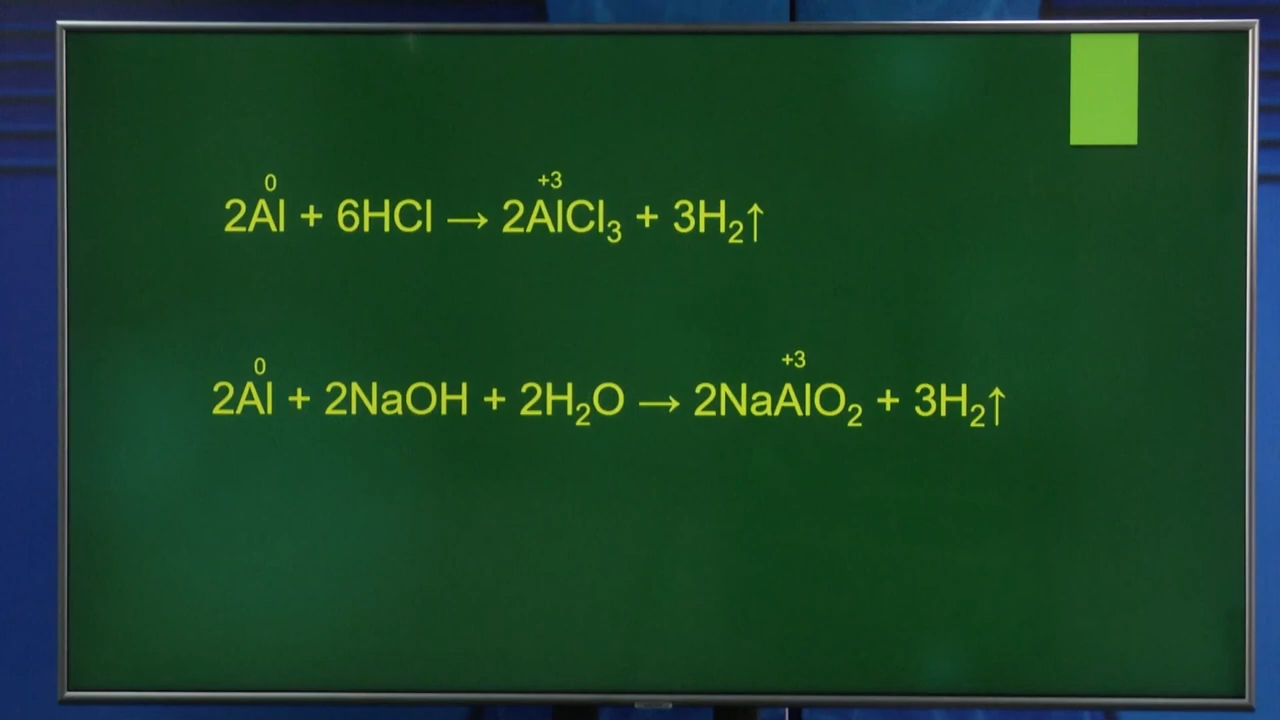 0 +3
2Al + 6HCl → 2AlCl₃ + 3H₂↑
0 +3
2Al + 2NaOH + 2H₂O → 2NaAlO₂ + 3H₂↑